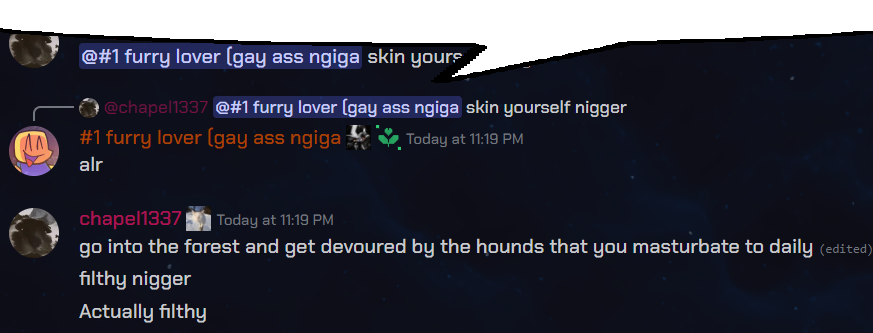 @#1 furry lover (gay ass ngiga skin yours
@chapel1337 @#1 furry lover (gay ass ngiga skin yourself nigger
#1 furry lover (gay ass ngiga Today at 11:19 PM
alr
chapel1337 Today at 11:19 PM
go into the forest and get devoured by the hounds that you masturbate to daily (edited)
filthy nigger
Actually filthy